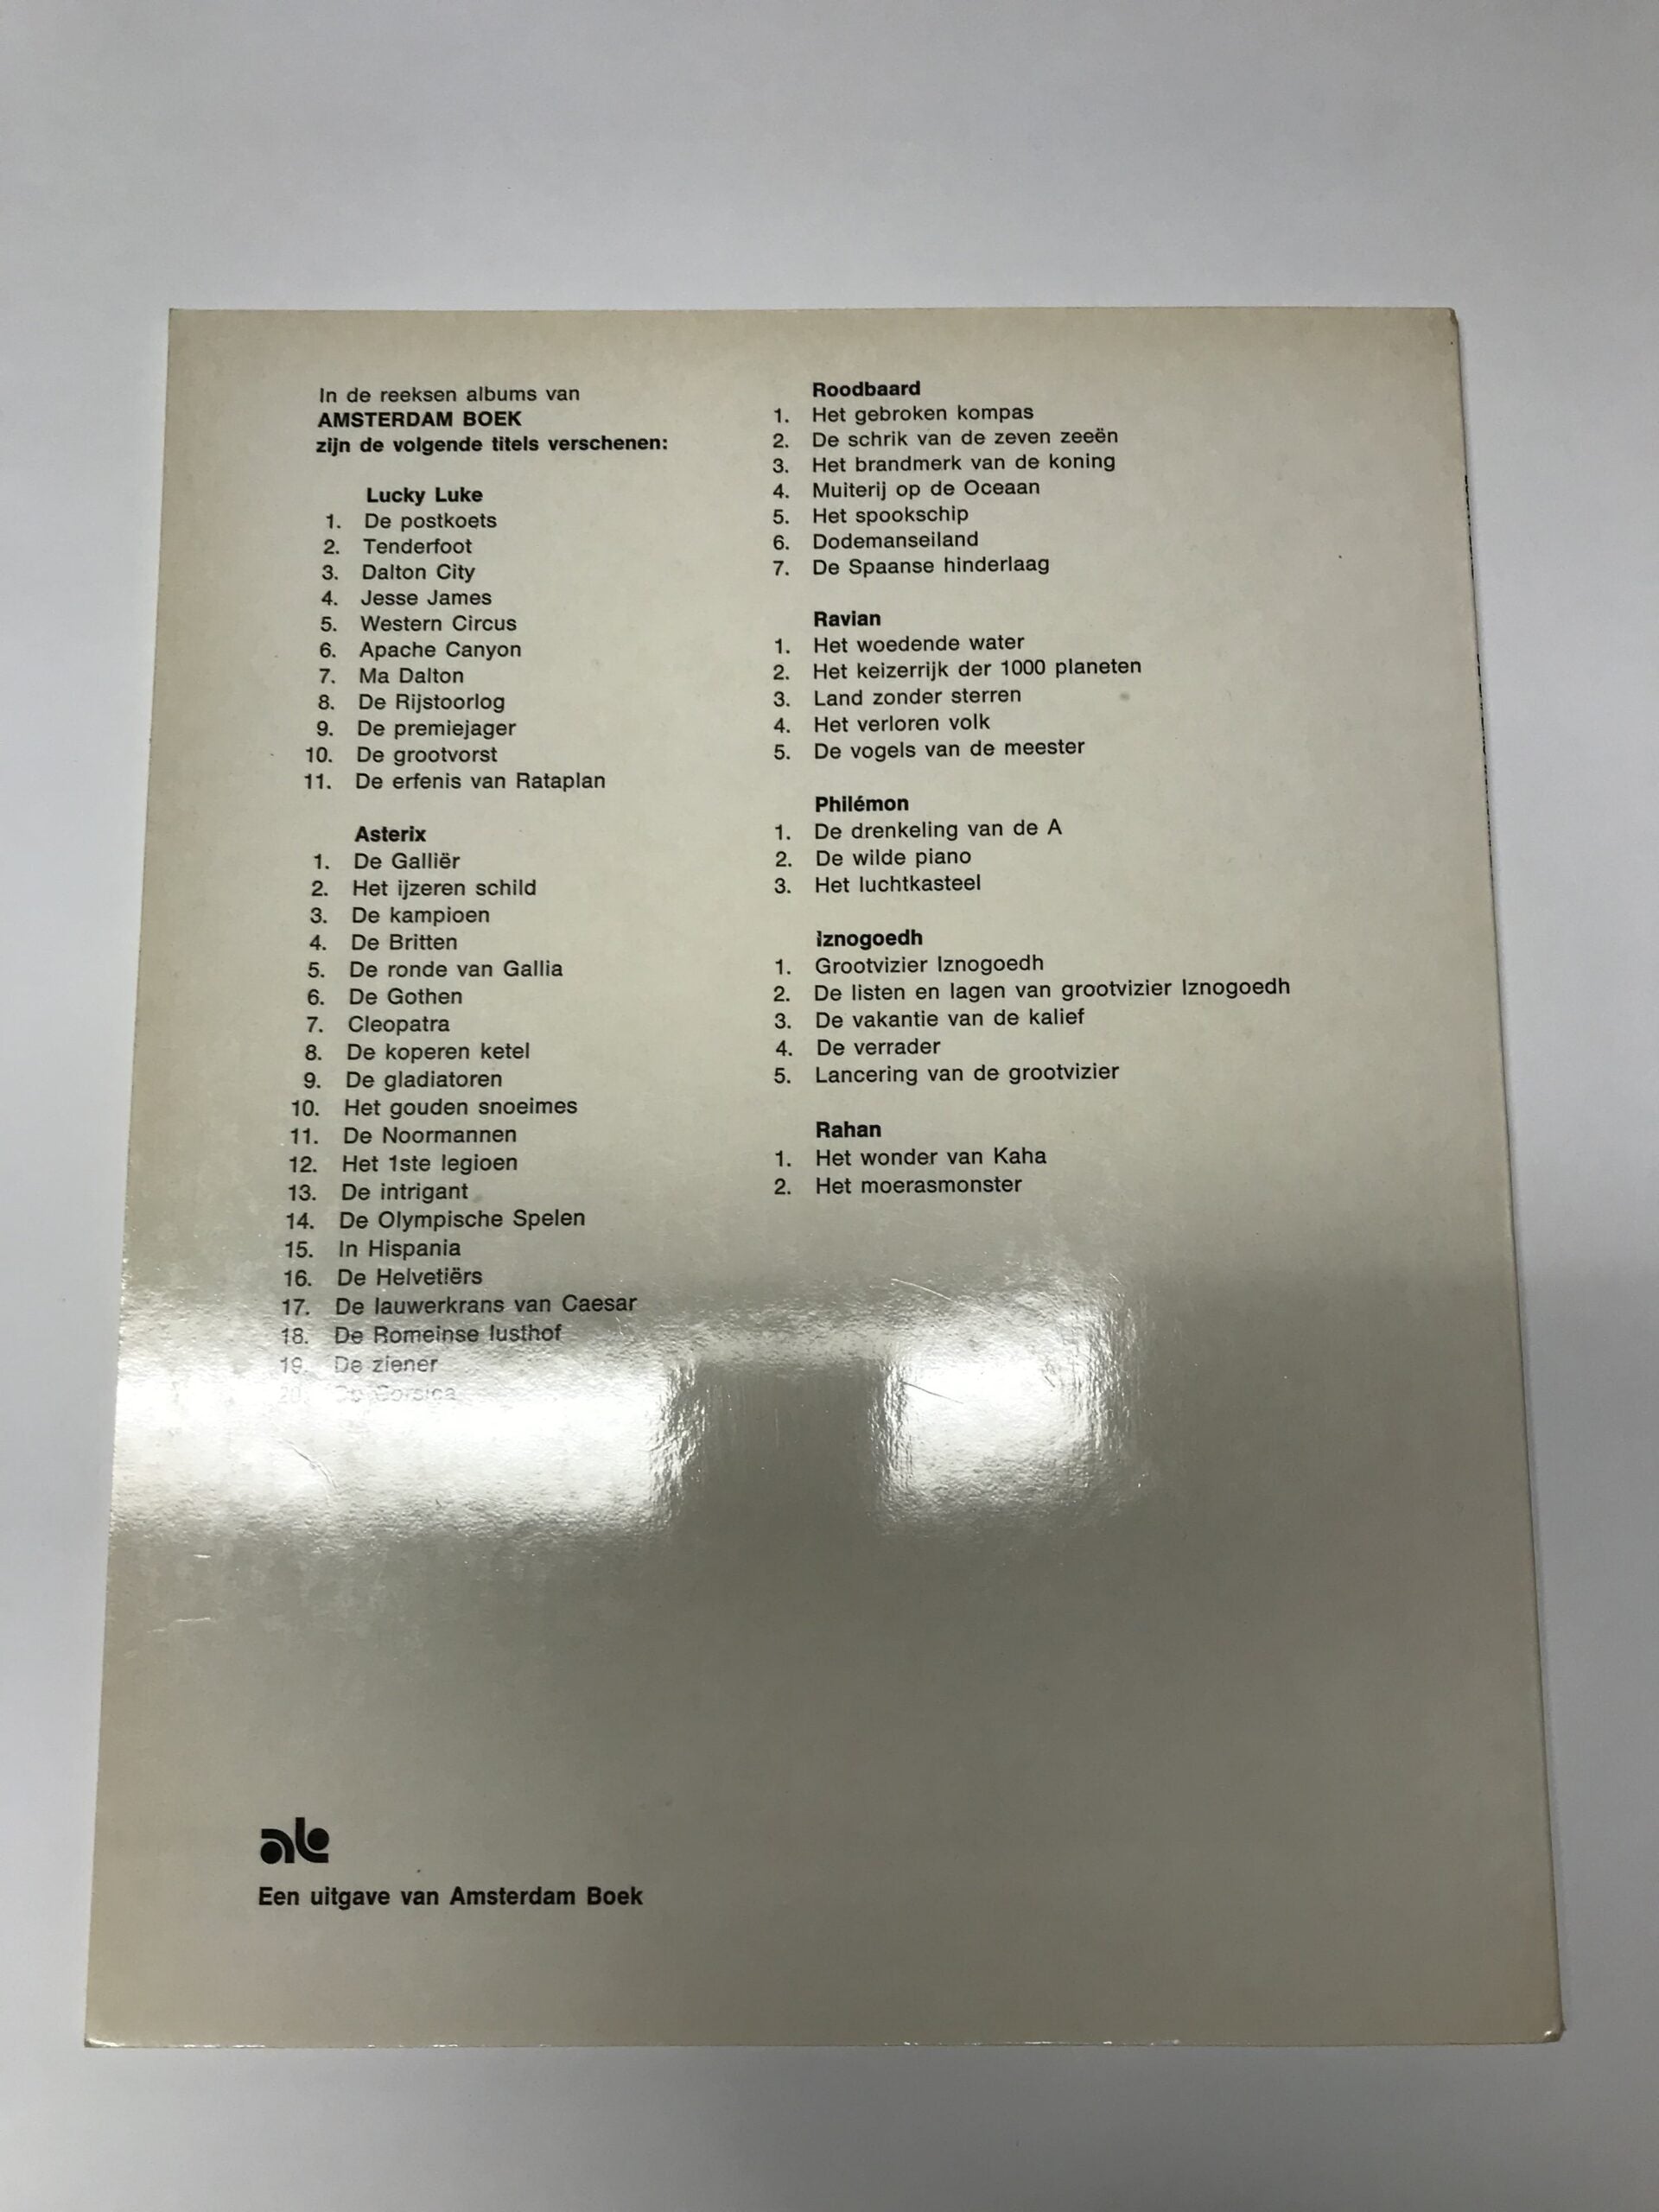 In de reeksen albums van
AMSTERDAM BOEK
zijn de volgende titels verschenen:
Lucky Luke
1. De postkoets
2. Tenderfoot
3. Dalton City
4. Jesse James
5. Western Circus
6. Apache Canyon
7. Ma Dalton
8. De Rijstoorlog
9. De premiejager
10. De grootvorst
11. De erfenis van Rataplan
Asterix
1. De Galliër
2. Het ijzeren schild
3. De kampioen
4. De Britten
5. De ronde van Gallia
6. De Gothen
7. Cleopatra
8. De koperen ketel
9. De gladiatoren
10. Het gouden snoeimes
11. De Noormannen
12. Het 1ste legioen
13. De intrigant
14. De Olympische Spelen
15. In Hispania
16. De Helvetiërs
17. De lauwerkrans van Caesar
18. De Romeinse lusthof
19. De ziener
20. Corsica
Roodbaard
1. Het gebroken kompas
2. De schrik van de zeven zeeën
3. Het brandmerk van de koning
4. Muiterij op de Oceaan
5. Het spookschip
6. Dodemanseiland
7. De Spaanse hinderlaag
Ravian
1. Het woedende water
2. Het keizerrijk der 1000 planeten
3. Land zonder sterren
4. Het verloren volk
5. De vogels van de meester
Philémon
1. De drenkeling van de A
2. De wilde piano
3. Het luchtkasteel
Iznogoedh
1. Grootvizier Iznogoedh
2. De listen en lagen van grootvizier Iznogoedh
3. De vakantie van de kalief
4. De verrader
5. Lancering van de grootvizier
Rahan
1. Het wonder van Kaha
2. Het moerasmonster
ab
Een uitgave van Amsterdam Boek